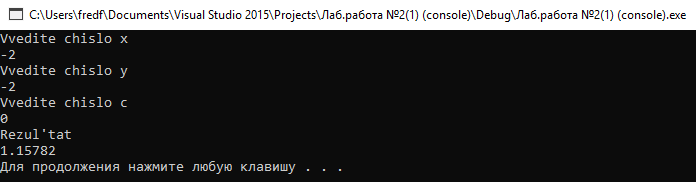 C:\Users\fredf\Documents\Visual Studio 2015\Projects\Лаб.работа №2(1) (console)\Debug\Лаб.работа №2(1) (console).exe
Vvedite chislo x
-2
Vvedite chislo y
-2
Vvedite chislo c
0
Rezul'tat
1.15782
Для продолжения нажмите любую клавишу . . .